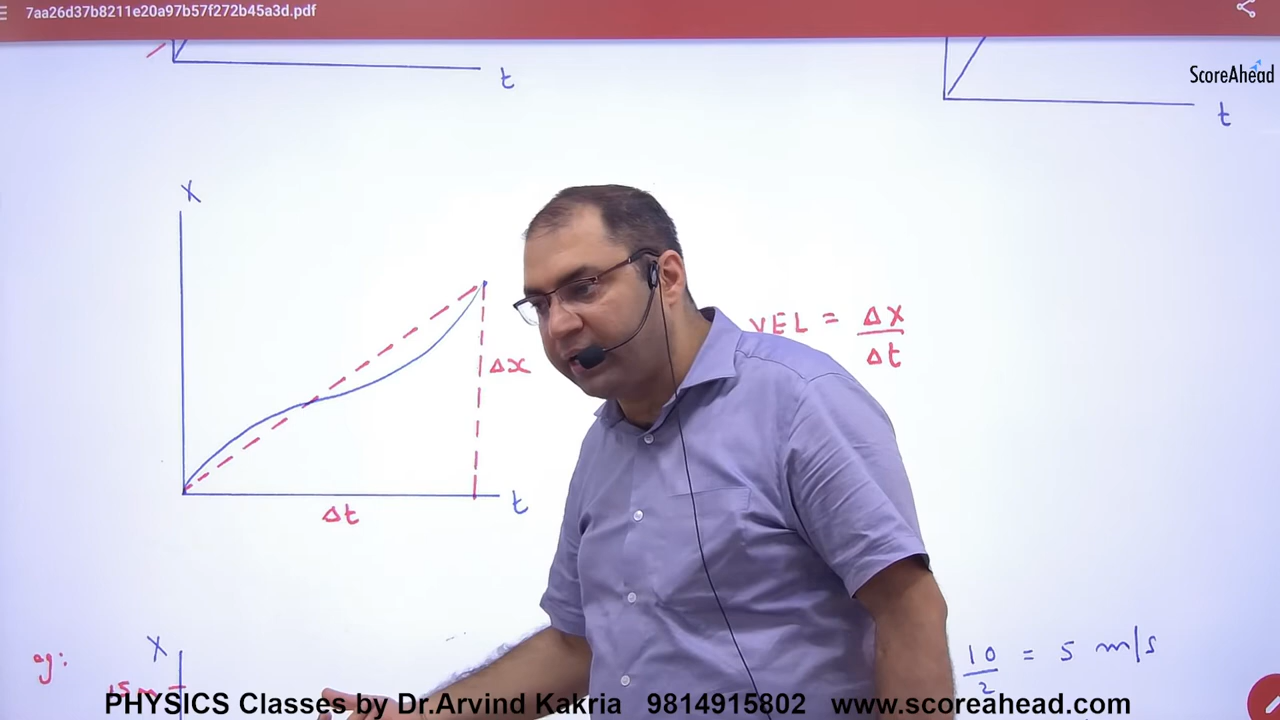 7aa26d37b8211e20a97b57f272b45a3d.pdf
ScoreAhead
t
t
X
VEL = Δx
Δt
Δx
t
Δt
eg:
X
15 m
10
2
= 5 m/s
PHYSICS Classes by Dr.Arvind Kakria 9814915802 www.scoreahead.com